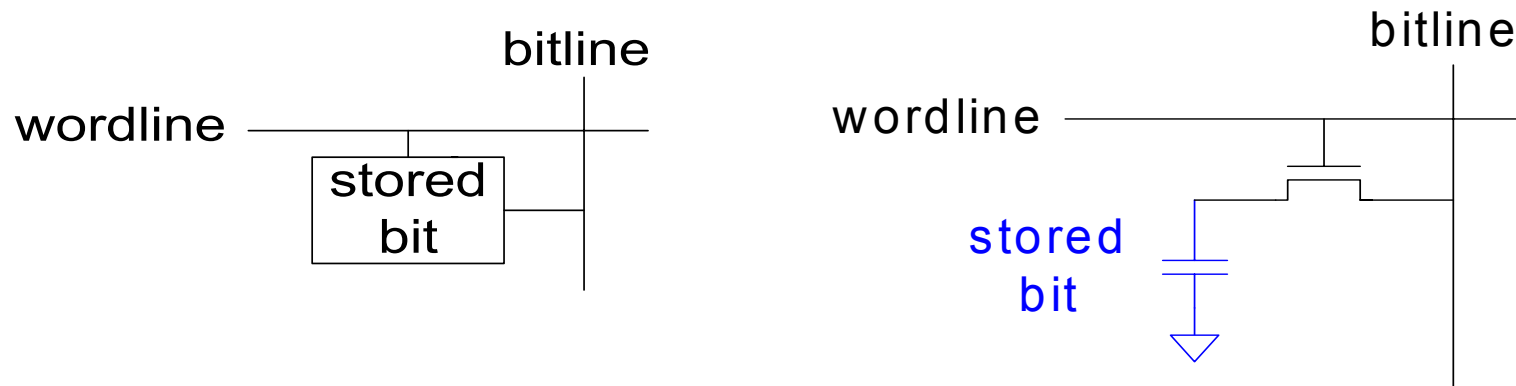 bitline
wordline
stored
bit
bitline
wordline
stored
bit